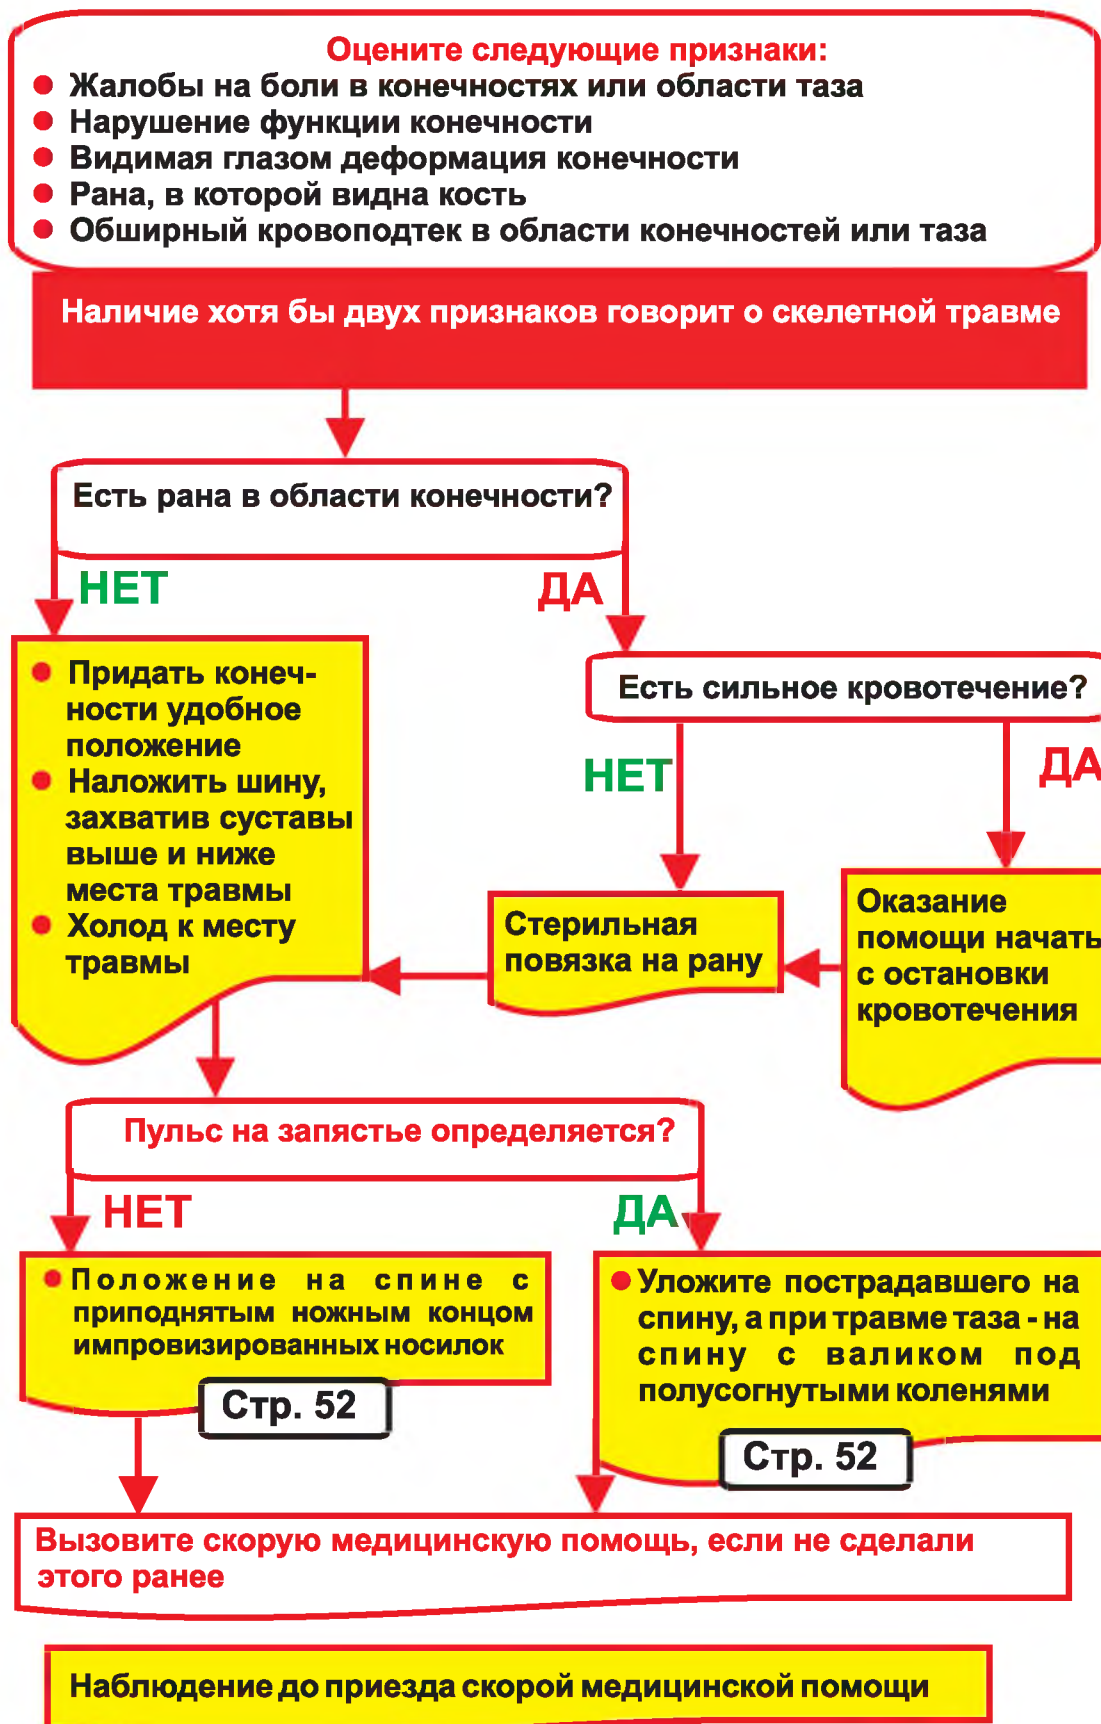 Оцените следующие признаки:
Жалобы на боли в конечностях или области таза
Нарушение функции конечности
Видимая глазом деформация конечности
Рана, в которой видна кость
Обширный кровоподтек в области конечностей или таза
Наличие хотя бы двух признаков говорит о скелетной травме
Есть рана в области конечности?
НЕТ
ДА
Придать конеч-
ности удобное
положение
Наложить шину,
захватив суставы
выше и ниже
места травмы
Холод к месту
травмы
Есть сильное кровотечение?
НЕТ
ДА
Стерильная
повязка на рану
Оказание
помощи начать
с остановки
кровотечения
Пульс на запястье определяется?
НЕТ
ДА
Положение на спине с
приподнятым ножным концом
импровизированных носилок
Стр. 52
Уложите пострадавшего на
спину, а при травме таза - на
спину с валиком под
полусогнутыми коленями
Стр. 52
Вызовите скорую медицинскую помощь, если не сделали
этого ранее
Наблюдение до приезда скорой медицинской помощи